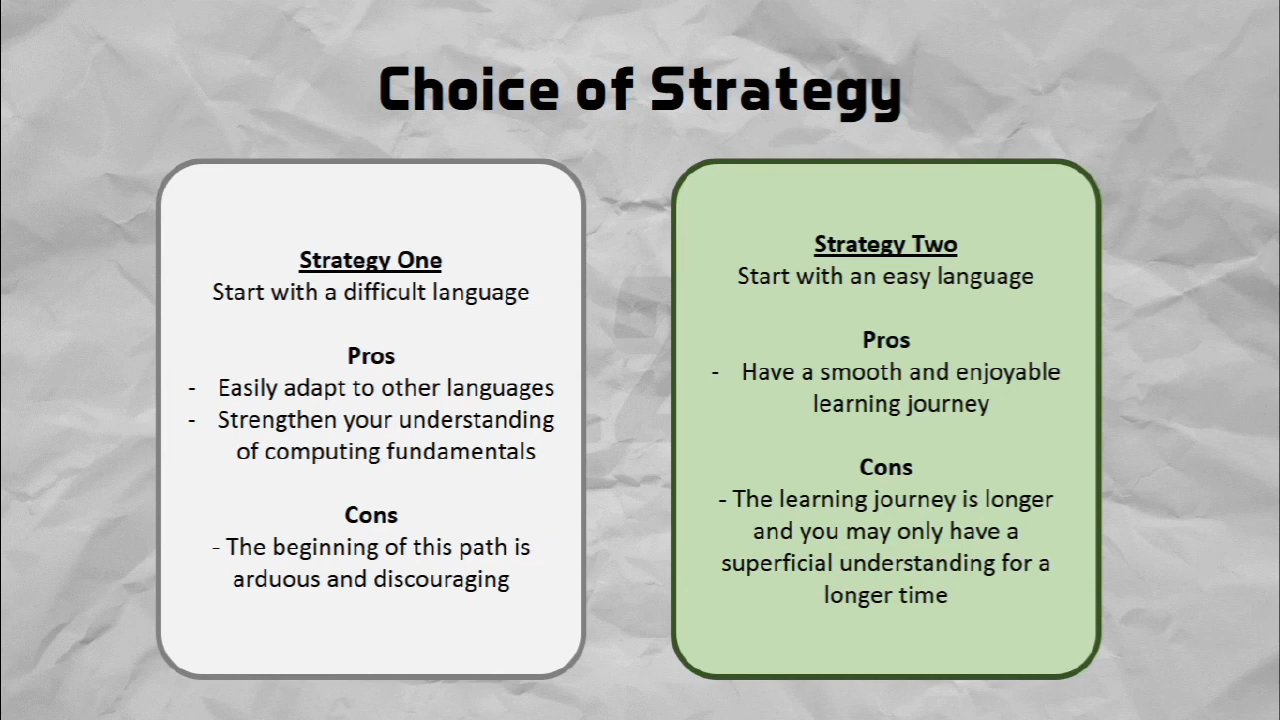 Choice of Strategy
Strategy One
Start with a difficult language
Pros
- Easily adapt to other languages
- Strengthen your understanding
of computing fundamentals
Cons
- The beginning of this path is
arduous and discouraging
Strategy Two
Start with an easy language
Pros
- Have a smooth and enjoyable
learning journey
Cons
- The learning journey is longer
and you may only have a
superficial understanding for a
longer time